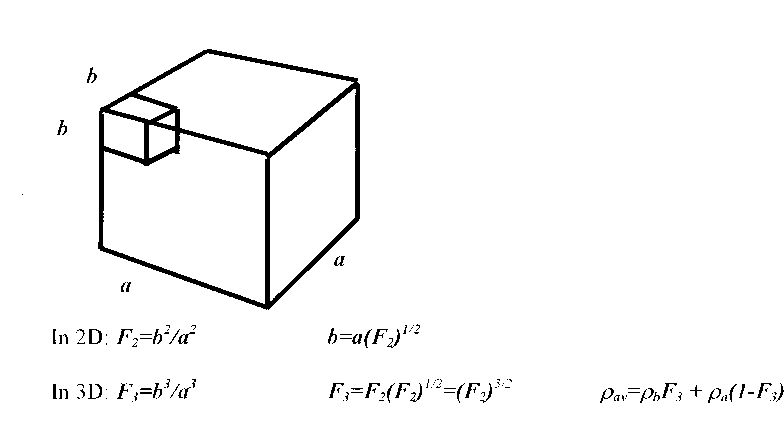 b
b
a
a
In 2D: F₂=b²/a² b=a(F₂)^1/2
In 3D: F₃=b³/a³ F₃=F₂(F₂)^1/2=(F₂)^3/2 ρav=ρbF₃ + ρa(1-F₃)